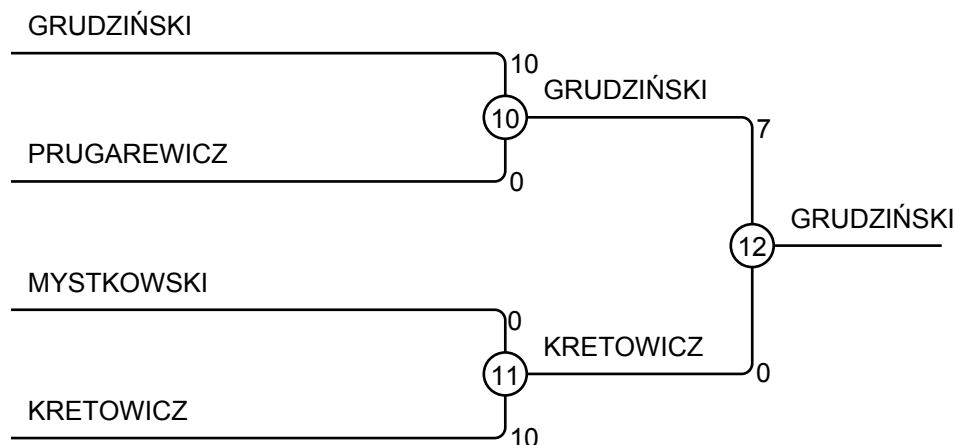 GRUDZIŃSKI
10
10
GRUDZIŃSKI
7
PRUGAREWICZ
0
GRUDZIŃSKI
12
MYSTKOWSKI
0
KRETOWICZ
11
0
KRETOWICZ
10